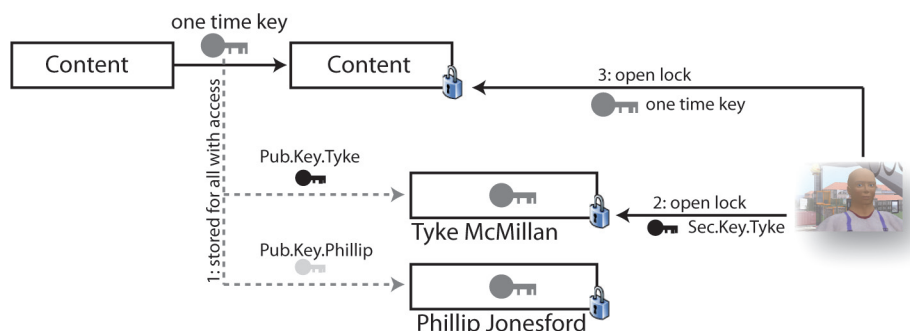 one time key
Content
Content
3: open lock
one time key
1: stored for all with access
Pub.Key.Tyke
2: open lock
Sec.Key.Tyke
Tyke McMillan
Pub.Key.Phillip
Phillip Jonesford